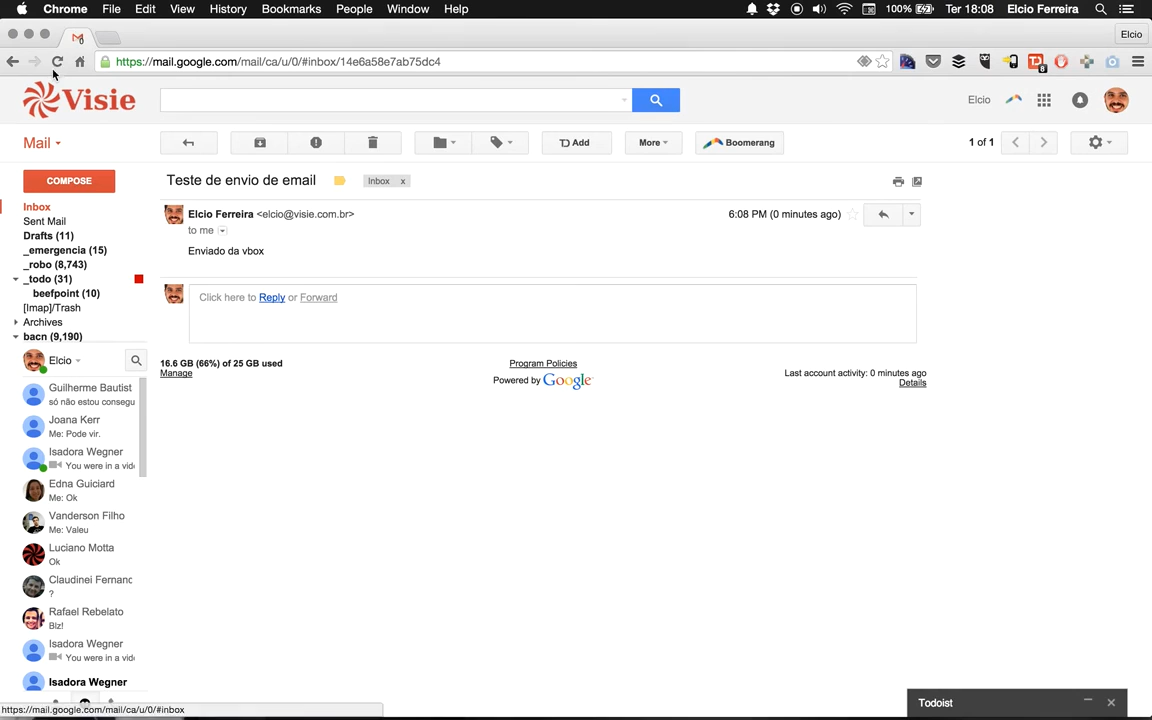 Chrome File Edit View History Bookmarks People Window Help 100% Ter 18:08 Elcio Ferreira
Elcio
https://mail.google.com/mail/ca/u/0/#inbox/14e6a58e7ab75dc4
8
Visie
Elcio
Mail
Add
More
Boomerang
1 of 1
COMPOSE
Teste de envio de email
Inbox x
Inbox
Sent Mail
Drafts (11)
_emergencia (15)
_robo (8,743)
_todo (31)
beefpoint (10)
[Imap]/Trash
Archives
bacn (9,190)
Elcio Ferreira <elcio@visie.com.br>
6:08 PM (0 minutes ago)
to me
Enviado da vbox
Click here to Reply or Forward
16.6 GB (66%) of 25 GB used
Manage
Program Policies
Powered by Google
Last account activity: 0 minutes ago
Details
Elcio
Guilherme Bautist
só não estou consegu
Joana Kerr
Me: Pode vir.
Isadora Wegner
You were in a vide
Edna Guiciard
Me: Ok
Vanderson Filho
Me: Valeu
Luciano Motta
Ok
Claudinei Fernanc
?
Rafael Rebelato
Blz!
Isadora Wegner
You were in a vide
Isadora Wegner
https://mail.google.com/mail/ca/u/0/#inbox
Todoist